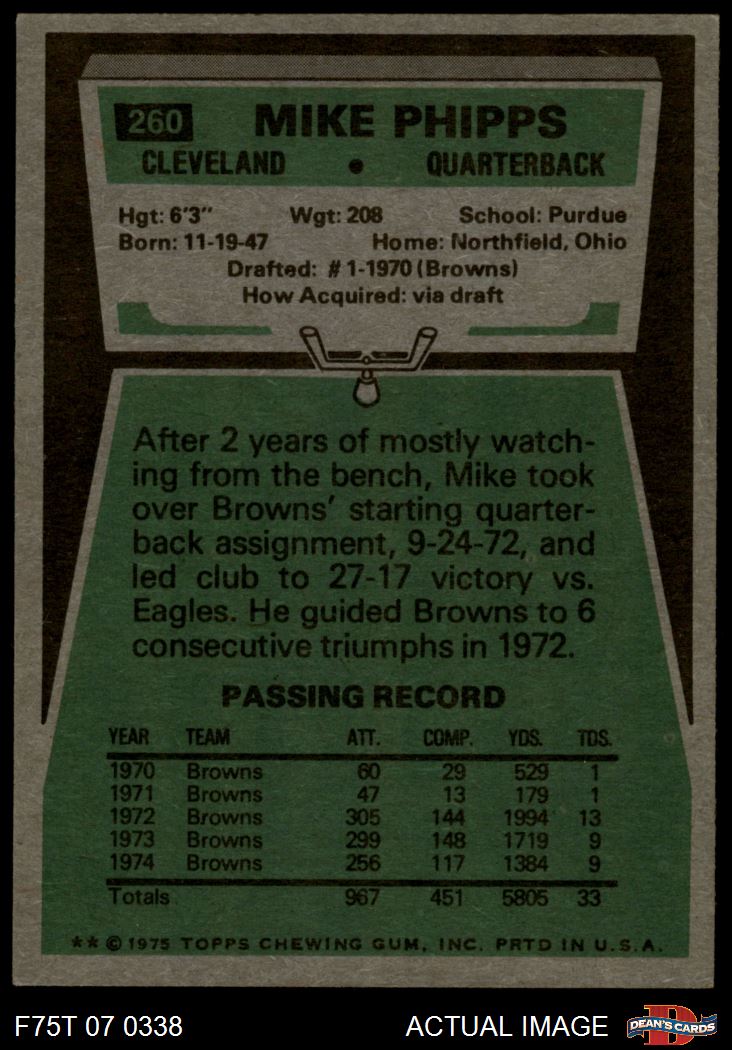 260 MIKE PHIPPS
CLEVELAND • QUARTERBACK
Hgt: 6'3" Wgt: 208 School: Purdue
Born: 11-19-47 Home: Northfield, Ohio
Drafted: #1-1970 (Browns)
How Acquired: via draft
After 2 years of mostly watch-
ing from the bench, Mike took
over Browns' starting quarter-
back assignment, 9-24-72, and
led club to 27-17 victory vs.
Eagles. He guided Browns to 6
consecutive triumphs in 1972.
PASSING RECORD
YEAR TEAM ATT. COMP. YDS. TDS.
1970 Browns 60 29 529 1
1971 Browns 47 13 179 1
1972 Browns 305 144 1994 13
1973 Browns 299 148 1719 9
1974 Browns 256 117 1384 9
Totals 967 451 5805 33
** © 1975 TOPPS CHEWING GUM, INC. PRTD IN U.S.A.
F75T 07 0338 ACTUAL IMAGE D DEAN'S CARDS